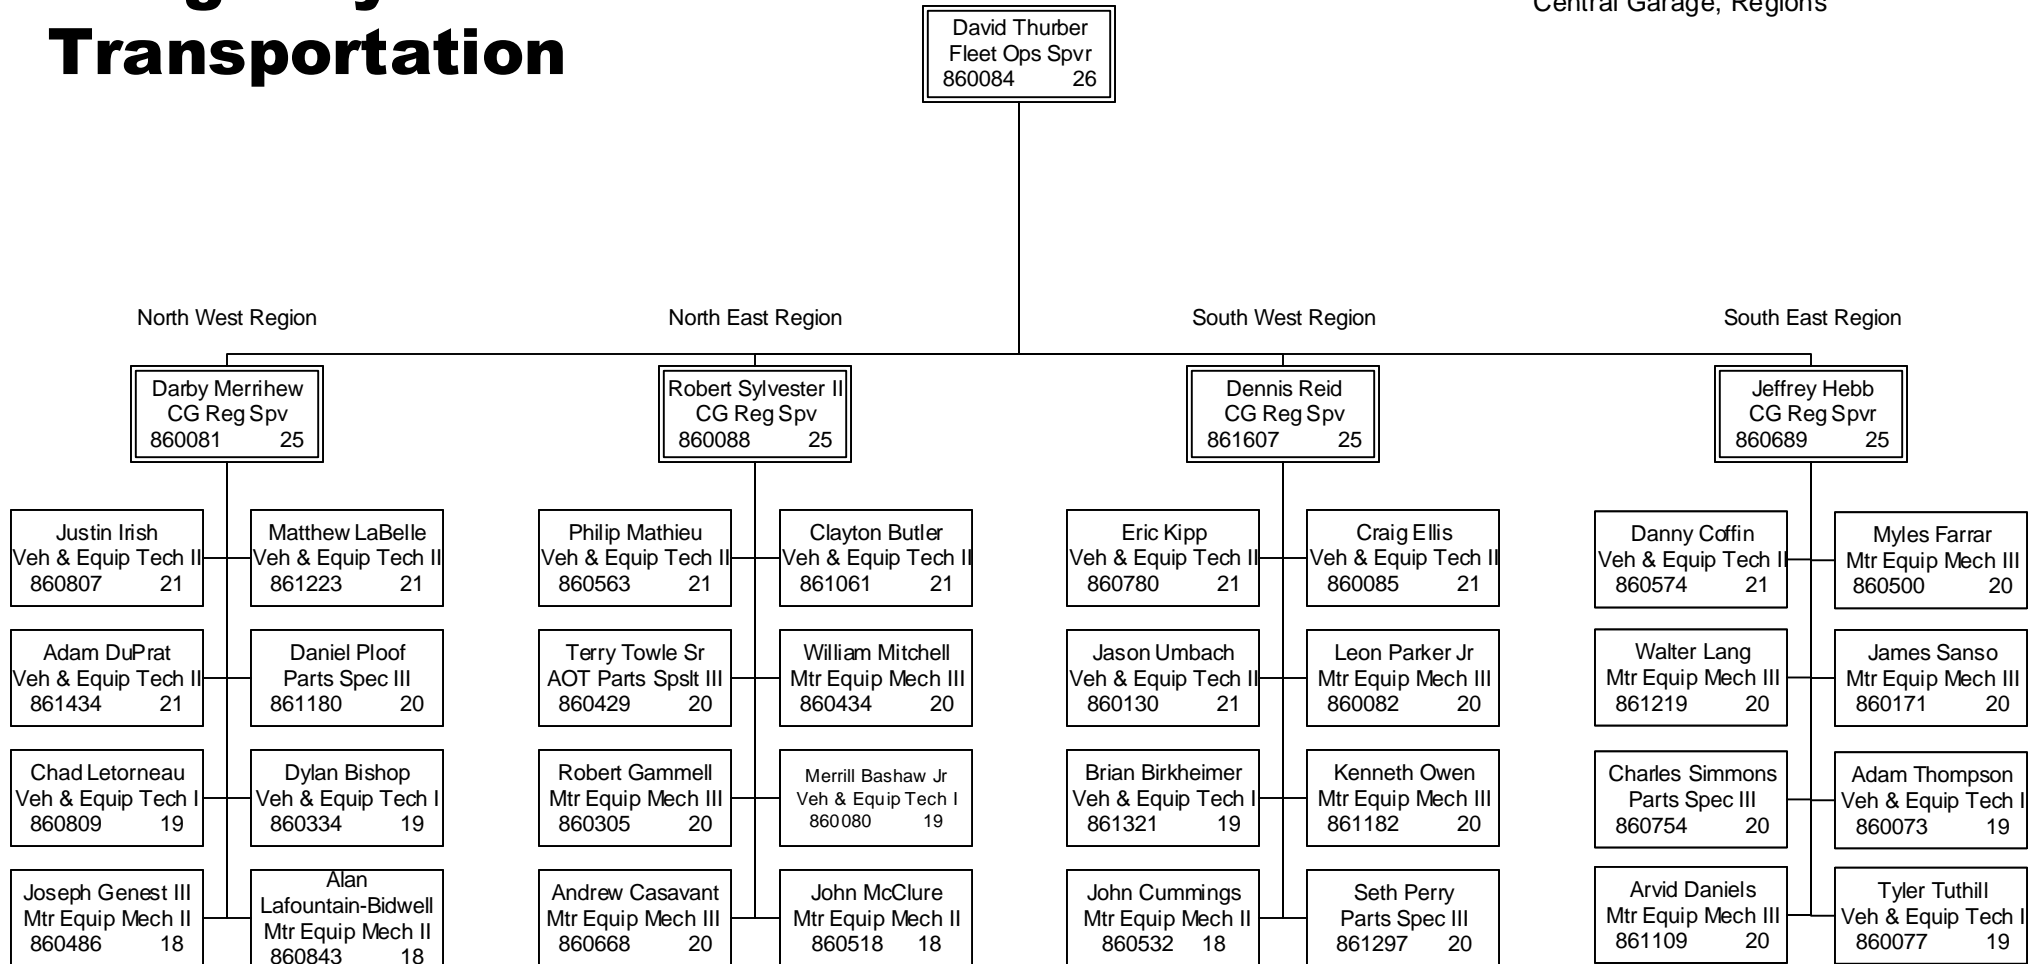 Transportation
Central Garage, Regions
David Thurber
Fleet Ops Spvr
860084 26
North West Region
North East Region
South West Region
South East Region
Darby Merrihew
CG Reg Spv
860081 25
Robert Sylvester II
CG Reg Spv
860088 25
Dennis Reid
CG Reg Spv
861607 25
Jeffrey Hebb
CG Reg Spvr
860689 25
Justin Irish
Veh & Equip Tech II
860807 21
Matthew LaBelle
Veh & Equip Tech II
861223 21
Philip Mathieu
Veh & Equip Tech II
860563 21
Clayton Butler
Veh & Equip Tech II
861061 21
Eric Kipp
Veh & Equip Tech II
860780 21
Craig Ellis
Veh & Equip Tech II
860085 21
Danny Coffin
Veh & Equip Tech II
860574 21
Myles Farrar
Mtr Equip Mech III
860500 20
Adam DuPrat
Veh & Equip Tech II
861434 21
Daniel Ploof
Parts Spec III
861180 20
Terry Towle Sr
AOT Parts Spslt III
860429 20
William Mitchell
Mtr Equip Mech III
860434 20
Jason Umbach
Veh & Equip Tech II
860130 21
Leon Parker Jr
Mtr Equip Mech III
860082 20
Walter Lang
Mtr Equip Mech III
861219 20
James Sanso
Mtr Equip Mech III
860171 20
Chad Letorneau
Veh & Equip Tech I
860809 19
Dylan Bishop
Veh & Equip Tech I
860334 19
Robert Gammell
Mtr Equip Mech III
860305 20
Merrill Bashaw Jr
Veh & Equip Tech I
860080 19
Brian Birkheimer
Veh & Equip Tech I
861321 19
Kenneth Owen
Mtr Equip Mech III
861182 20
Charles Simmons
Parts Spec III
860754 20
Adam Thompson
Veh & Equip Tech I
860073 19
Joseph Genest III
Mtr Equip Mech II
860486 18
Alan
Lafountain-Bidwell
Mtr Equip Mech II
860843 18
Andrew Casavant
Mtr Equip Mech III
860668 20
John McClure
Mtr Equip Mech II
860518 18
John Cummings
Mtr Equip Mech II
860532 18
Seth Perry
Parts Spec III
861297 20
Arvid Daniels
Mtr Equip Mech III
861109 20
Tyler Tuthill
Veh & Equip Tech I
860077 19